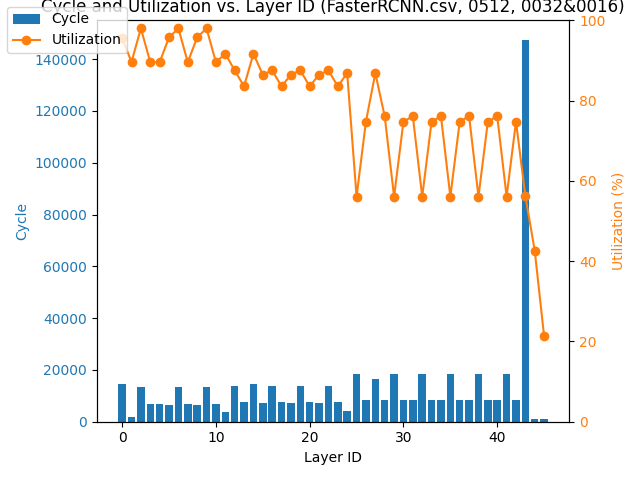 Cycle and Utilization vs. Layer ID (FasterRCNN.csv, 0512, 0032&0016)
Cycle
Utilization
140000
120000
100000
80000
60000
40000
20000
0
Cycle
100
80
60
40
20
0
Utilization (%)
0 10 20 30 40
Layer ID